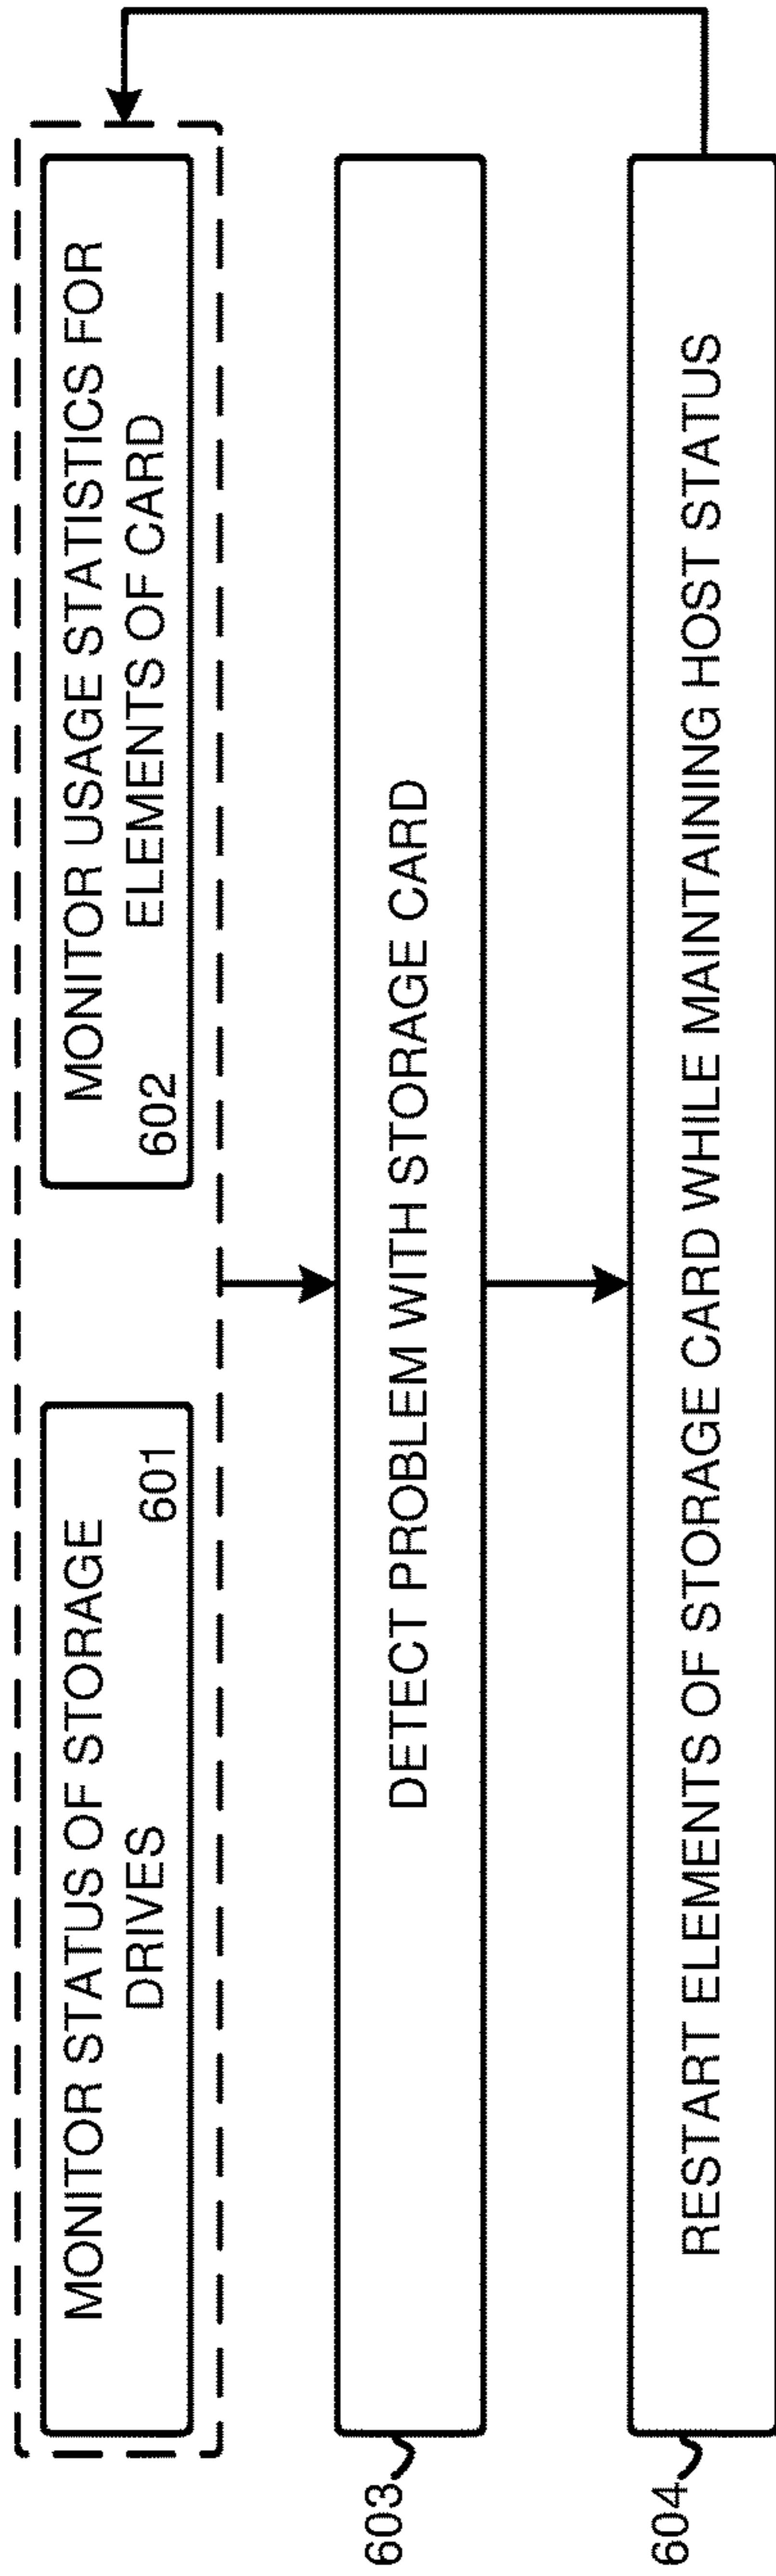 MONITOR STATUS OF STORAGE
DRIVES
601
MONITOR USAGE STATISTICS FOR
ELEMENTS OF CARD
602
603
DETECT PROBLEM WITH STORAGE CARD
604
RESTART ELEMENTS OF STORAGE CARD WHILE MAINTAINING HOST STATUS